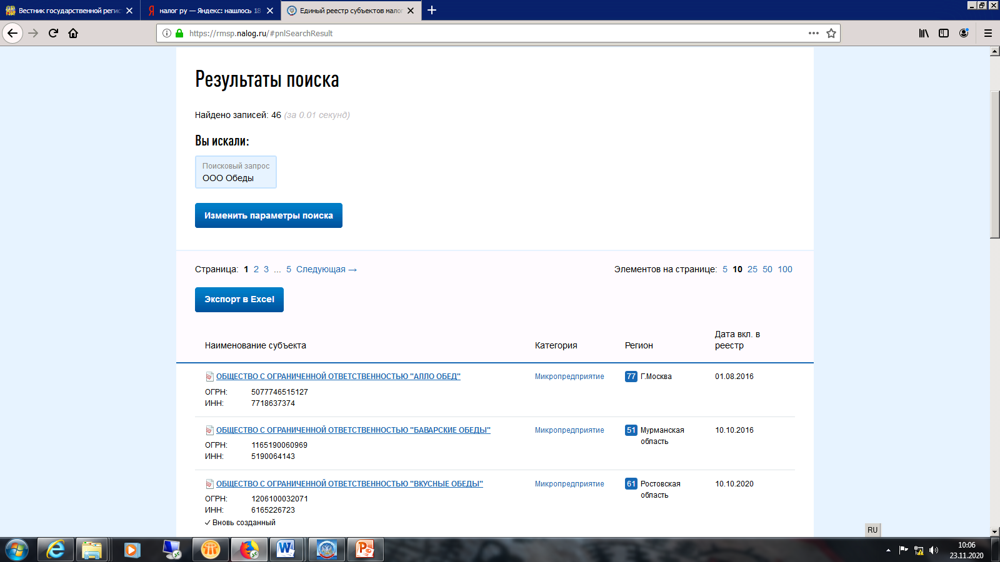 Вестник государственной регис
налог ру — Яндекс: нашлось 18
Единый реестр субъектов малог
https://rmsp.nalog.ru/#pnlSearchResult
Результаты поиска
Найдено записей: 46 (за 0.01 секунд)
Вы искали:
Поисковый запрос
ООО Обеды
Изменить параметры поиска
Страница: 1 2 3 ... 5 Следующая → Элементов на странице: 5 10 25 50 100
Экспорт в Excel
Наименование субъекта Категория Регион Дата вкл. в
реестр
ОБЩЕСТВО С ОГРАНИЧЕННОЙ ОТВЕТСТВЕННОСТЬЮ "АЛЛО ОБЕД" Микропредприятие 77 Г.Москва 01.08.2016
ОГРН: 5077746515127
ИНН: 7718637374
ОБЩЕСТВО С ОГРАНИЧЕННОЙ ОТВЕТСТВЕННОСТЬЮ "БАВАРСКИЕ ОБЕДЫ" Микропредприятие 51 Мурманская 10.10.2016
область
ОГРН: 1165190060969
ИНН: 5190064143
ОБЩЕСТВО С ОГРАНИЧЕННОЙ ОТВЕТСТВЕННОСТЬЮ "ВКУСНЫЕ ОБЕДЫ" Микропредприятие 61 Ростовская 10.10.2020
область
ОГРН: 1206100032071
ИНН: 6165226723
Вновь созданный
RU
10:06
23.11.2020